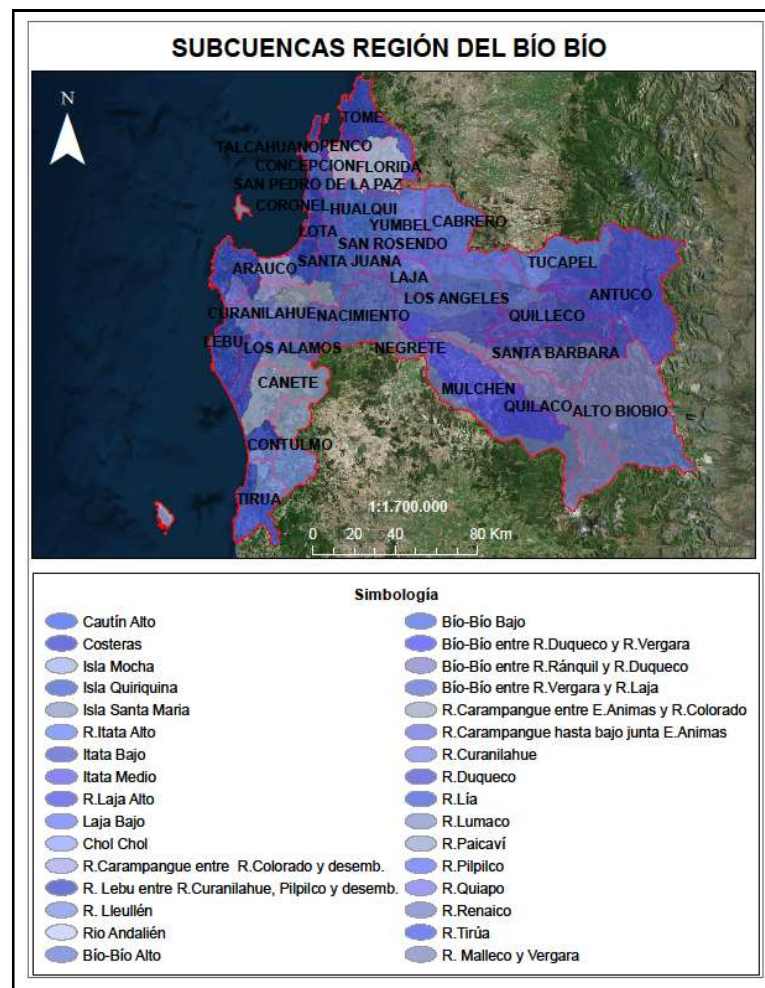 SUBCUENCAS REGIÓN DEL BÍO BÍO
N
TOME
TALCAHUANO
PENCO
CONCEPCION
FLORIDA
SAN PEDRO DE LA PAZ
CORONEL
HUALQUI
YUMBEL
CABRERO
LOTA
SAN ROSENDO
ARAUCO
SANTA JUANA
TUCAPEL
LAJA
ANTUCO
LOS ANGELES
CURANILAHUE
NACIMIENTO
QUILLECO
LEBU
LOS ALAMOS
NEGRETE
SANTA BARBARA
CANETE
MULCHEN
QUILACO
ALTO BIOBIO
CONTULMO
TIRUA
1:1.700.000
0 20 40 80 Km
Simbología
Cautín Alto
Costeras
Isla Mocha
Isla Quiriquina
Isla Santa Maria
R.Itata Alto
Itata Bajo
Itata Medio
R.Laja Alto
Laja Bajo
Chol Chol
R.Carampangue entre R.Colorado y desemb.
R. Lebu entre R.Curanilahue, Pilpilco y desemb.
R. Lleullén
Rio Andalién
Bío-Bío Alto
Bío-Bío Bajo
Bío-Bío entre R.Duqueco y R.Vergara
Bío-Bío entre R.Ránquil y R.Duqueco
Bío-Bío entre R.Vergara y R.Laja
R.Carampangue entre E.Animas y R.Colorado
R.Carampangue hasta bajo junta E.Animas
R.Curanilahue
R.Duqueco
R.Lía
R.Lumaco
R.Paicaví
R.Pilpilco
R.Quiapo
R.Renaico
R.Tirúa
R. Malleco y Vergara